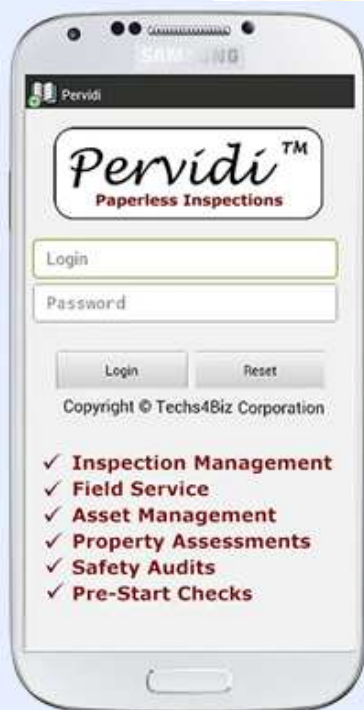 SAMSUNG
Pervidi
Pervidi™
Paperless Inspections
Login
Password
Login Reset
Copyright © Techs4Biz Corporation
✓ Inspection Management
✓ Field Service
✓ Asset Management
✓ Property Assessments
✓ Safety Audits
✓ Pre-Start Checks